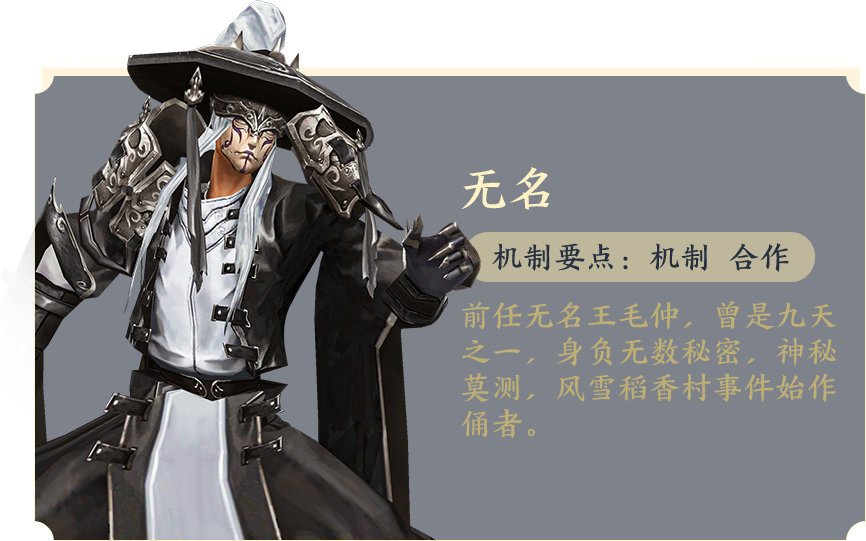 无名
机制要点：机制 合作
前任无名王毛仲，曾是九天
之一，身负无数秘密，神秘
莫测，风雪稻香村事件始作
俑者。